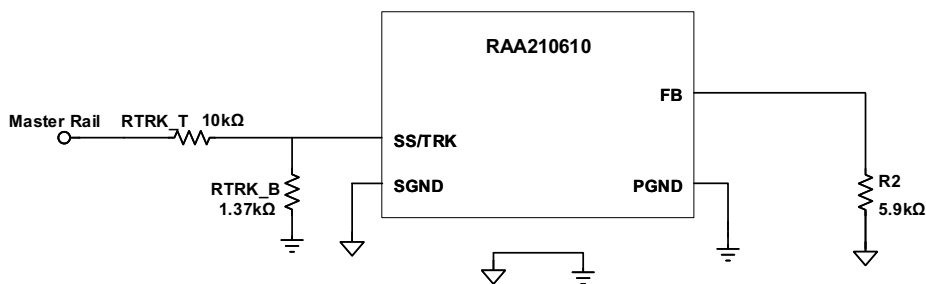 RAA210610
FB
Master Rail RTRK_T 10kΩ
SS/TRK
RTRK_B
1.37kΩ
SGND
PGND
R2
5.9kΩ